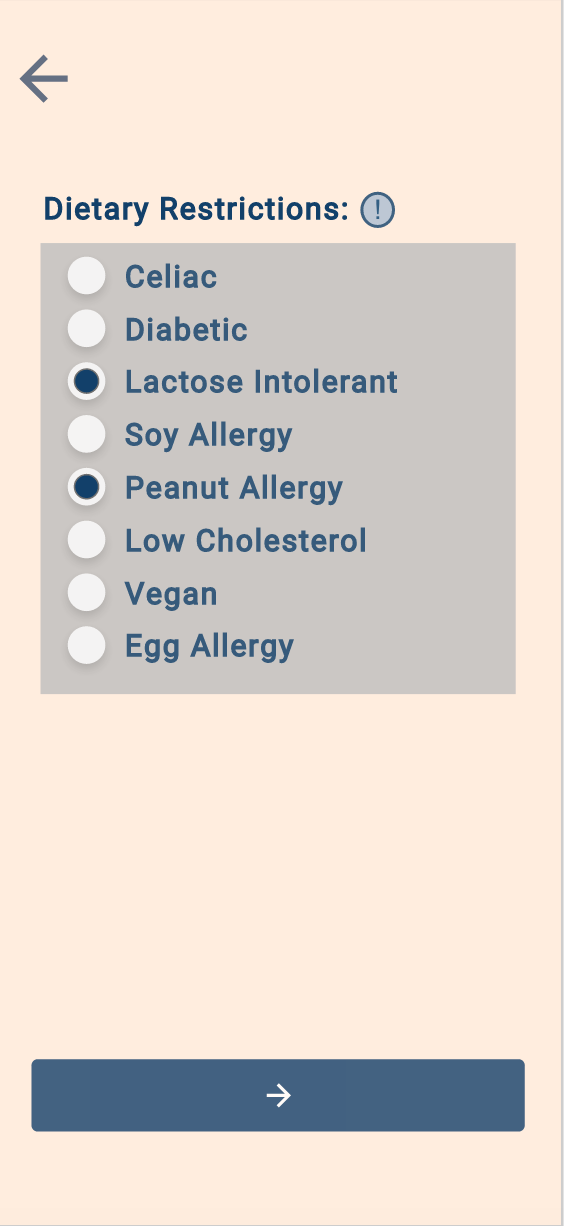 Dietary Restrictions: !
Celiac
Diabetic
Lactose Intolerant
Soy Allergy
Peanut Allergy
Low Cholesterol
Vegan
Egg Allergy